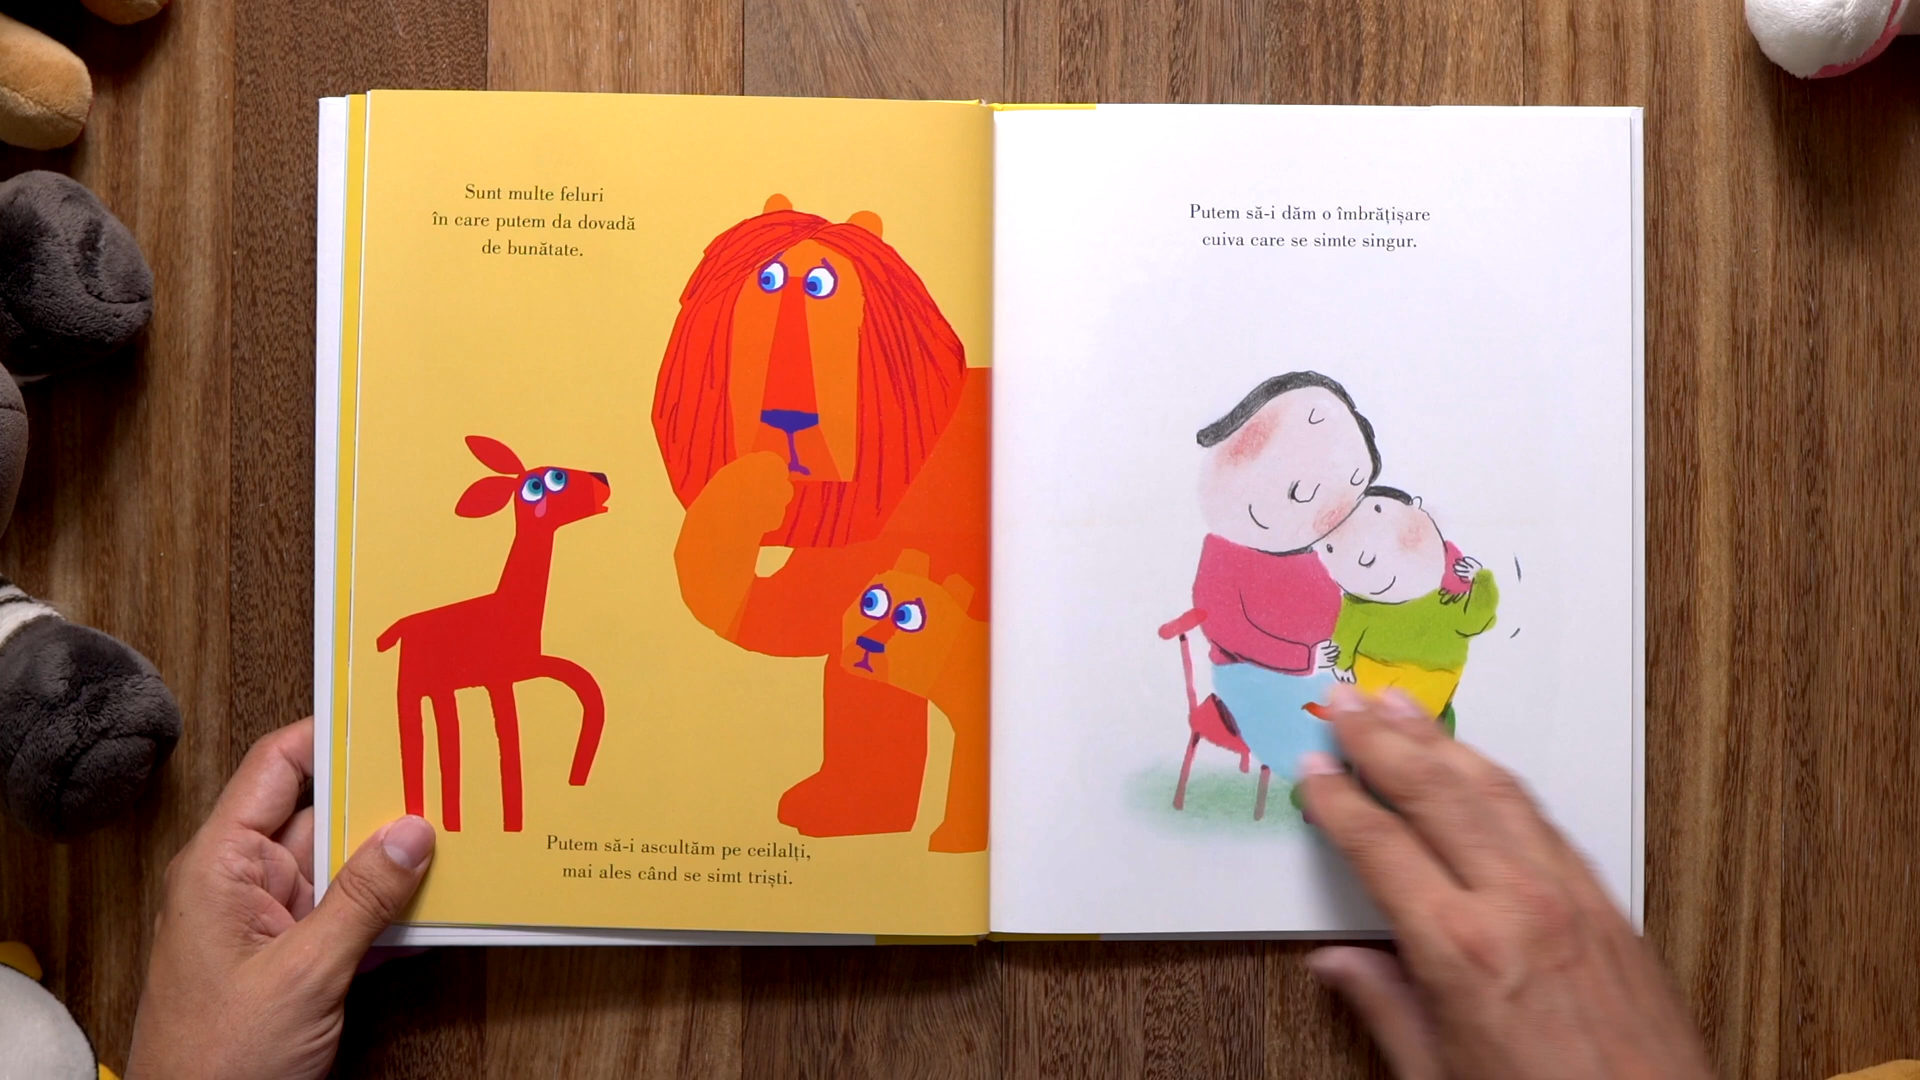 Sunt multe feluri
în care putem da dovadă
de bunătate.
Putem să-i ascultăm pe ceilalți,
mai ales când se simt triști.
Putem să-i dăm o îmbrățișare
cuiva care se simte singur.